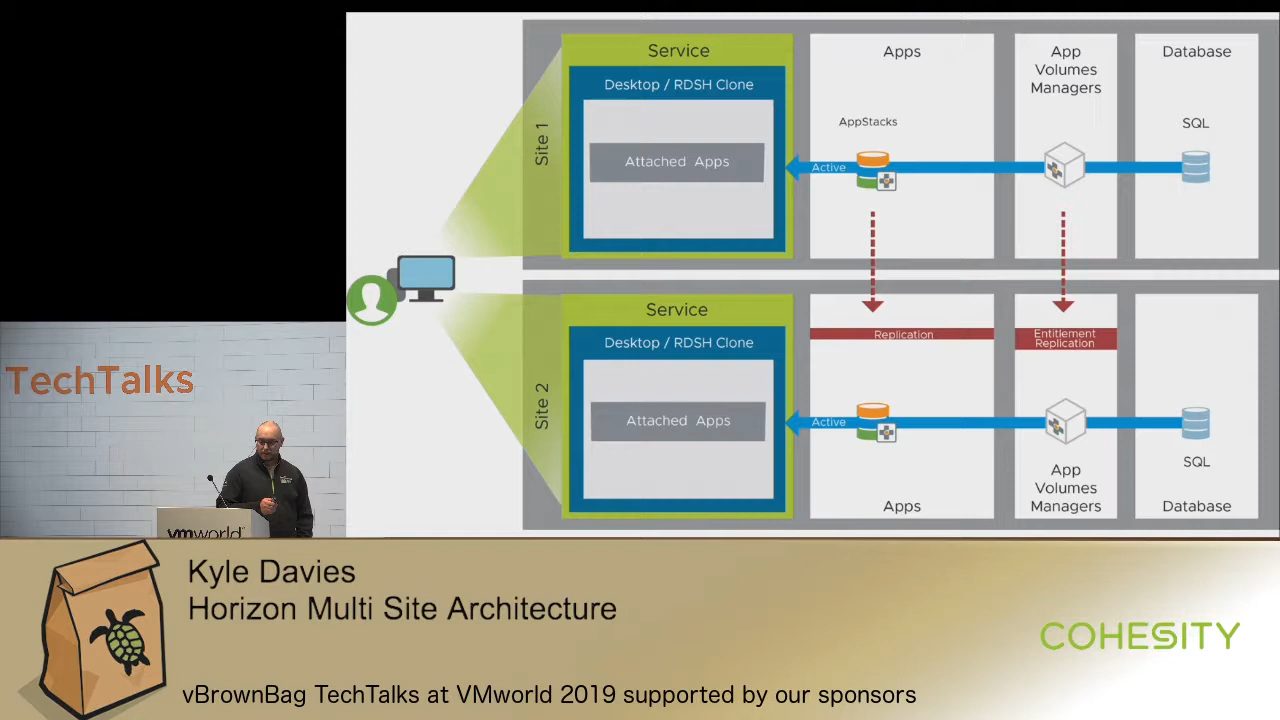 Service
Apps
App
Volumes
Managers
Database
Desktop / RDSH Clone
Site 1
AppStacks
SQL
Attached Apps
Active
Service
Replication
Entitlement
Replication
Desktop / RDSH Clone
Site 2
Attached Apps
Active
SQL
App
Volumes
Managers
Apps
Database
TechTalks
vmworld
Kyle Davies
Horizon Multi Site Architecture
COHESITY
vBrownBag TechTalks at VMworld 2019 supported by our sponsors